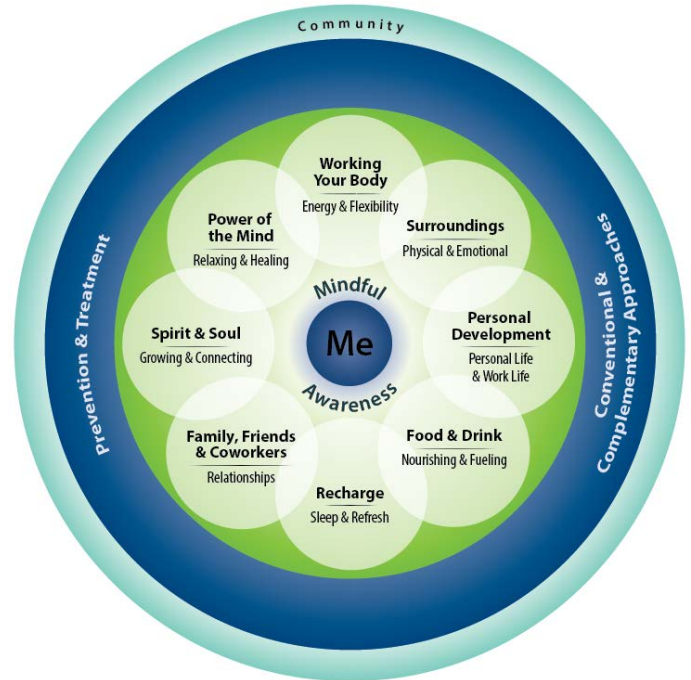 Community
Prevention & Treatment
Conventional &
Complementary Approaches
Working
Your Body
Energy & Flexibility
Surroundings
Physical & Emotional
Personal
Development
Personal Life
& Work Life
Food & Drink
Nourishing & Fueling
Recharge
Sleep & Refresh
Family, Friends
& Coworkers
Relationships
Spirit & Soul
Growing & Connecting
Power of
the Mind
Relaxing & Healing
Mindful
Me
Awareness